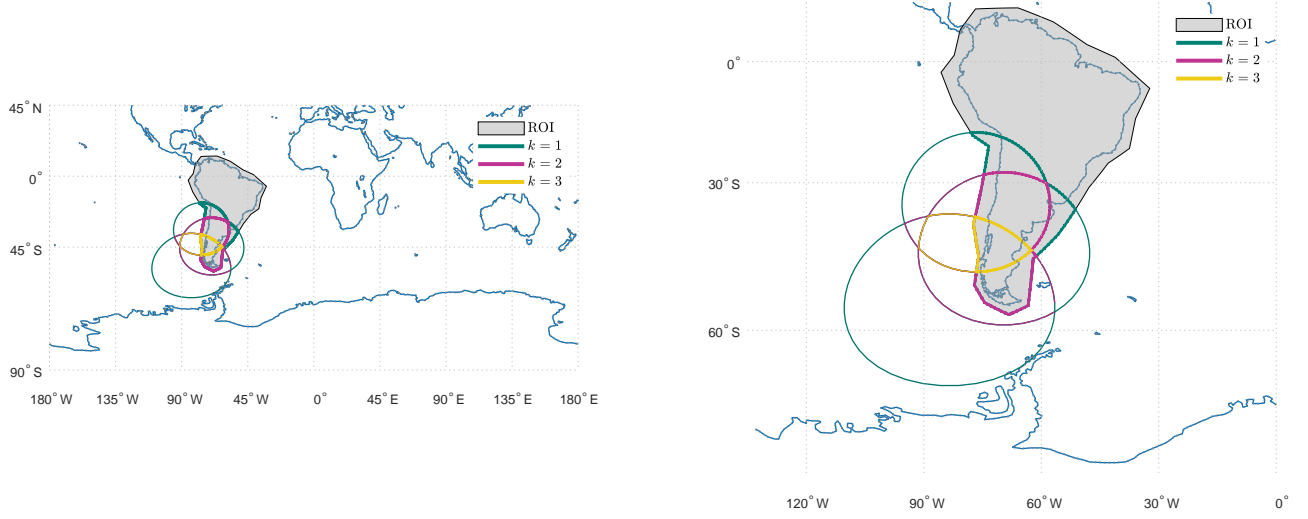 45° N
0°
45° S
90° S
180° W
135° W
90° W
45° W
0°
45° E
90° E
135° E
180° E
ROI
k = 1
k = 2
k = 3
0°
30° S
60° S
120° W
90° W
60° W
30° W
0°
ROI
k = 1
k = 2
k = 3